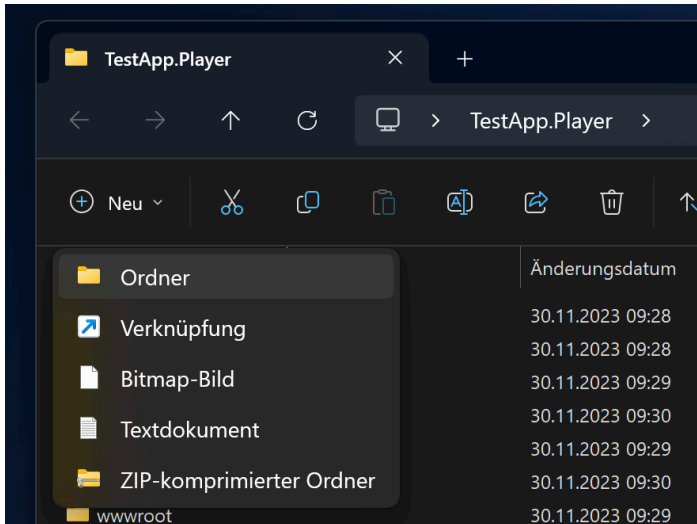 TestApp.Player
TestApp.Player
Neu
Änderungsdatum
Ordner
30.11.2023 09:28
Verknüpfung
30.11.2023 09:28
Bitmap-Bild
30.11.2023 09:29
30.11.2023 09:30
Textdokument
30.11.2023 09:29
ZIP-komprimierter Ordner
30.11.2023 09:30
wwwroot
30.11.2023 09:29